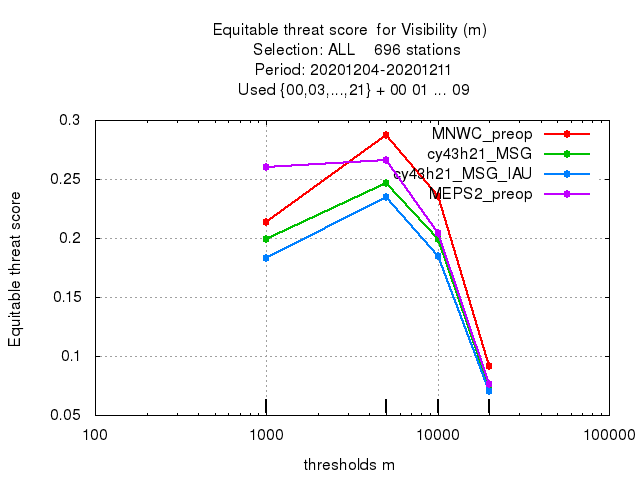 Equitable threat score for Visibility (m)
Selection: ALL 696 stations
Period: 20201204-20201211
Used {00,03,...,21} + 00 01 ... 09
0.3
0.25
0.2
0.15
0.1
0.05
Equitable threat score
MNWC_preop
cy43h21_MSG
cy43h21_MSG_IAU
MEPS2_preop
100
1000
10000
100000
thresholds m